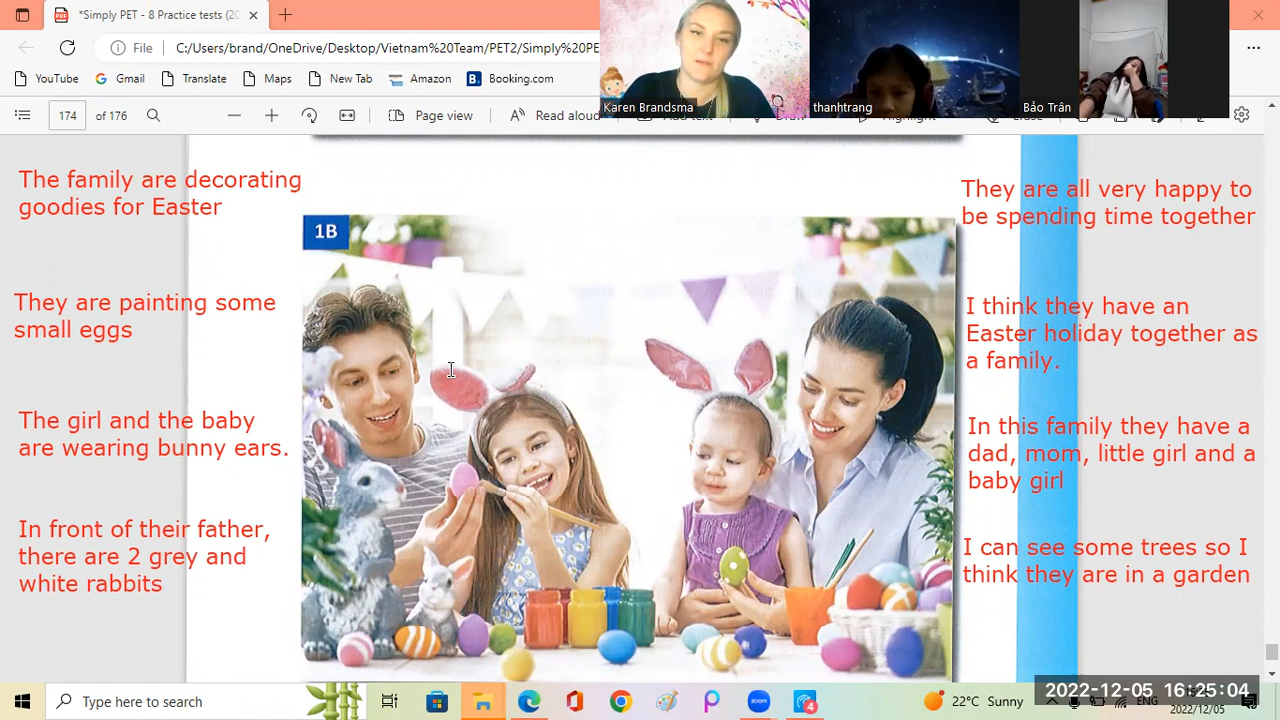 *Simply PET - 8 Practice tests (20
File
C:/Users/brand/OneDrive/Desktop/Vietnam%20Team/PET2/Simply%20PE
YouTube
Gmail
Translate
Maps
New Tab
Amazon
B.
Booking.com
174
of 176
Page view
Read aloud
Karen Brandsma
thanhtrang
Bảo Trân
The family are decorating
goodies for Easter
They are painting some
small eggs
The girl and the baby
are wearing bunny ears.
In front of their father,
there are 2 grey and
white rabbits
1B
They are all very happy to
be spending time together
I think they have an
Easter holiday together as
a family.
In this family they have a
dad, mom, little girl and a
baby girl
I can see some trees so I
think they are in a garden
Type here to search
zoom
4
22°C Sunny
ENG
2022-12-05 16:25:04
2022/12/05